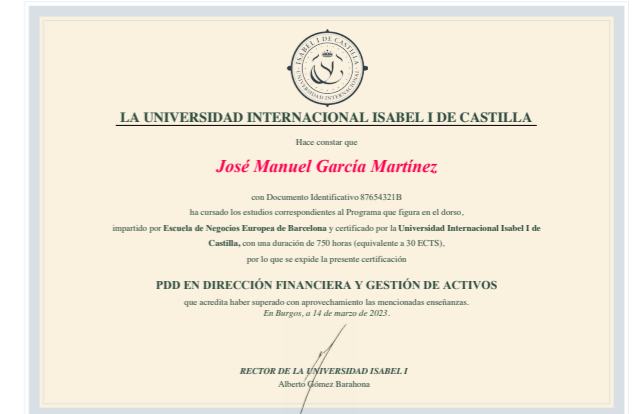 ISABEL I DE CASTILLA
UNIVERSIDAD INTERNACIONAL
LA UNIVERSIDAD INTERNACIONAL ISABEL I DE CASTILLA
Hace constar que
José Manuel García Martínez
con Documento Identificativo 87654321B
ha cursado los estudios correspondientes al Programa que figura en el dorso,
impartido por Escuela de Negocios Europea de Barcelona y certificado por la Universidad Internacional Isabel I de
Castilla, con una duración de 750 horas (equivalente a 30 ECTS),
por lo que se expide la presente certificación
PDD EN DIRECCIÓN FINANCIERA Y GESTIÓN DE ACTIVOS
que acredita haber superado con aprovechamiento las mencionadas enseñanzas.
En Burgos, a 14 de marzo de 2023.
RECTOR DE LA UNIVERSIDAD ISABEL I
Alberto Gómez Barahona